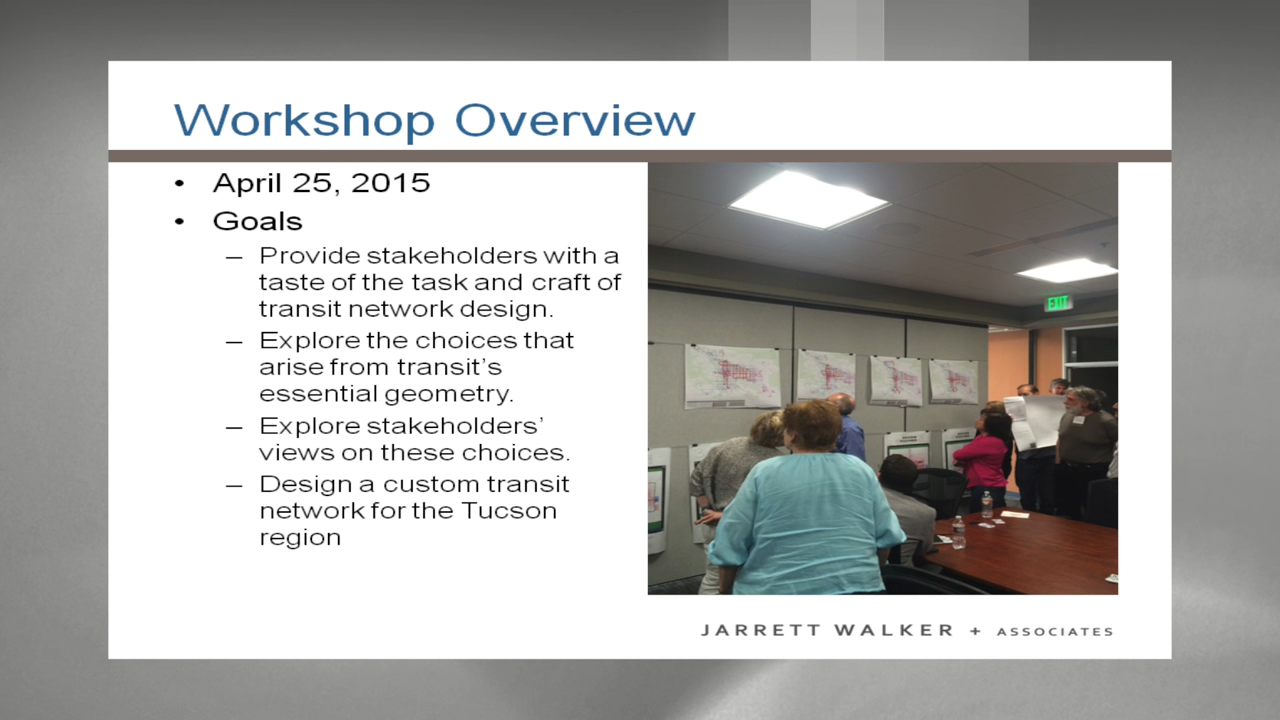 Workshop Overview
• April 25, 2015
• Goals
– Provide stakeholders with a
taste of the task and craft of
transit network design.
– Explore the choices that
arise from transit's
essential geometry.
– Explore stakeholders'
views on these choices.
– Design a custom transit
network for the Tucson
region
EXIT
JARRETT WALKER + ASSOCIATES